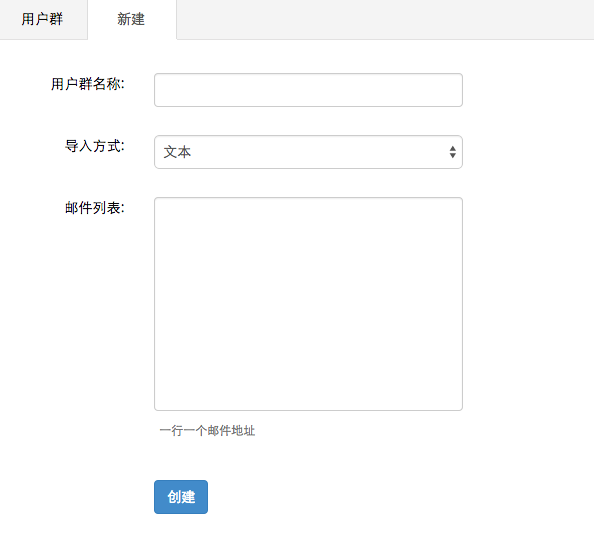 用户群 新建
用户群名称:
导入方式: 文本
邮件列表:
一行一个邮件地址
创建